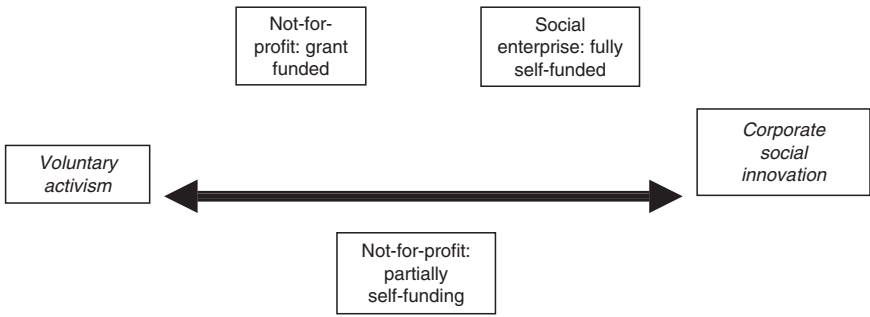 Not-for-
profit: grant
funded
Social
enterprise: fully
self-funded
Voluntary
activism
Corporate
social
innovation
Not-for-profit:
partially
self-funding